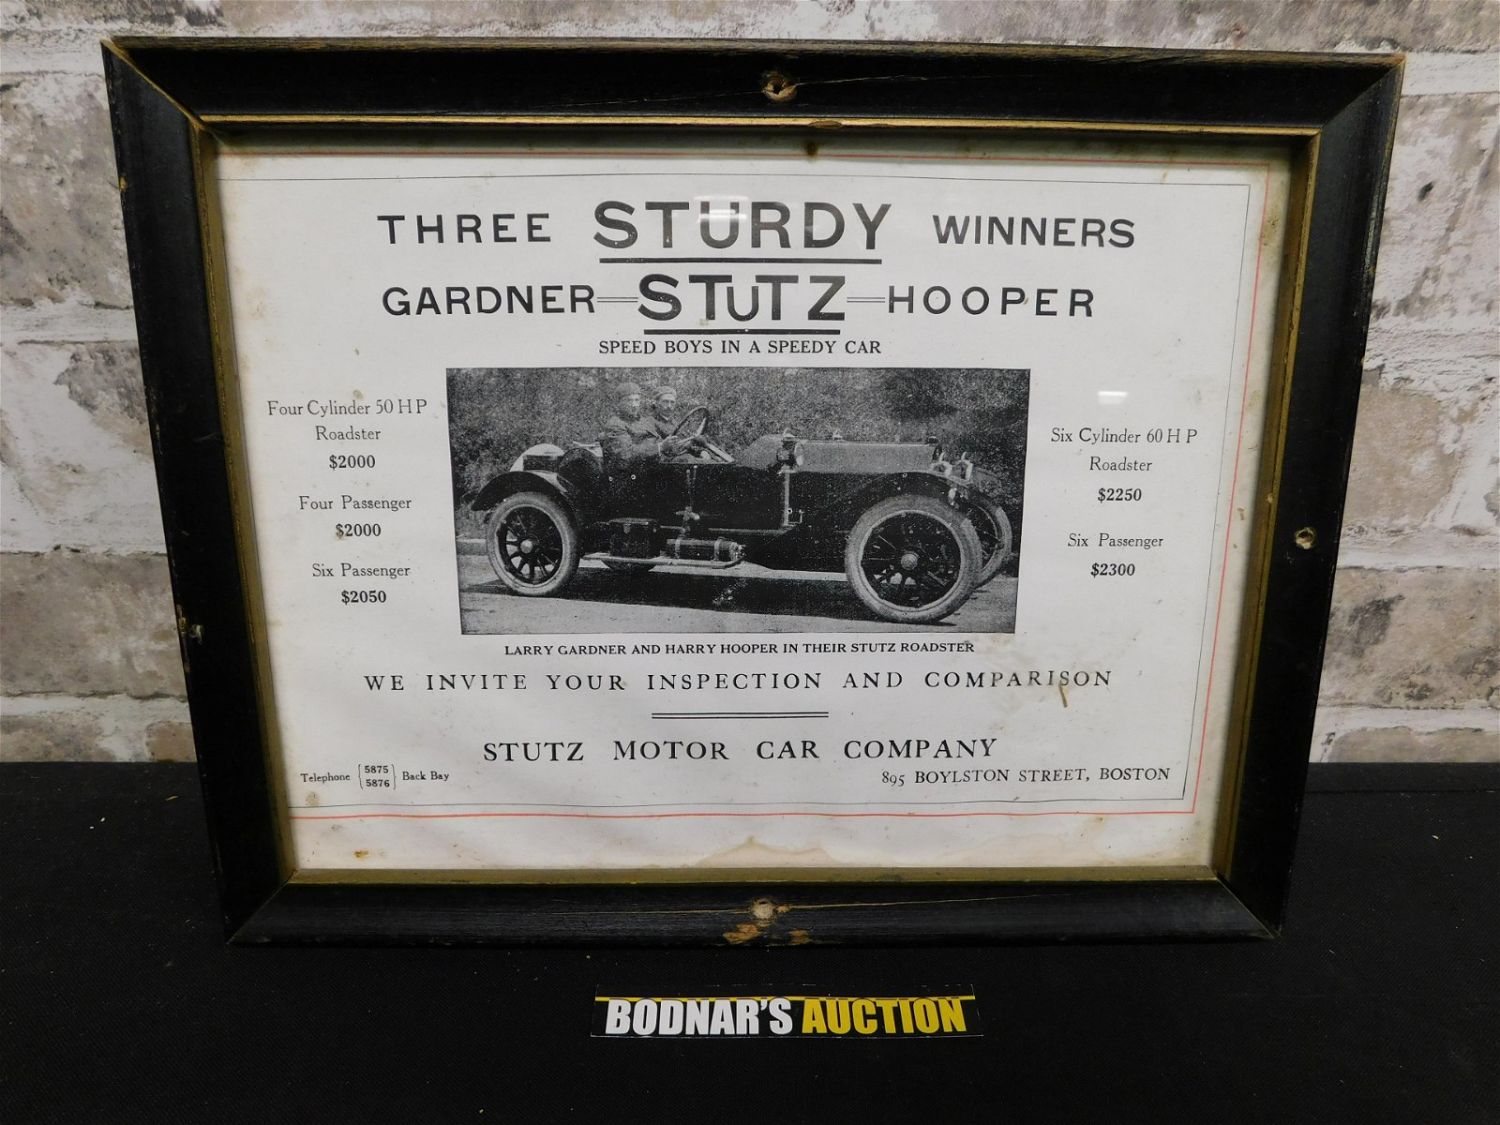 THREE STURDY WINNERS
GARDNER=STUTZ=HOOPER
SPEED BOYS IN A SPEEDY CAR
Four Cylinder 50 H P
Roadster
$2000
Four Passenger
$2000
Six Passenger
$2050
Six Cylinder 60 H P
Roadster
$2250
Six Passenger
$2300
LARRY GARDNER AND HARRY HOOPER IN THEIR STUTZ ROADSTER
WE INVITE YOUR INSPECTION AND COMPARISON
STUTZ MOTOR CAR COMPANY
Telephone { 5875 5876 } Back Bay
895 BOYLSTON STREET, BOSTON
BODNAR'S AUCTION